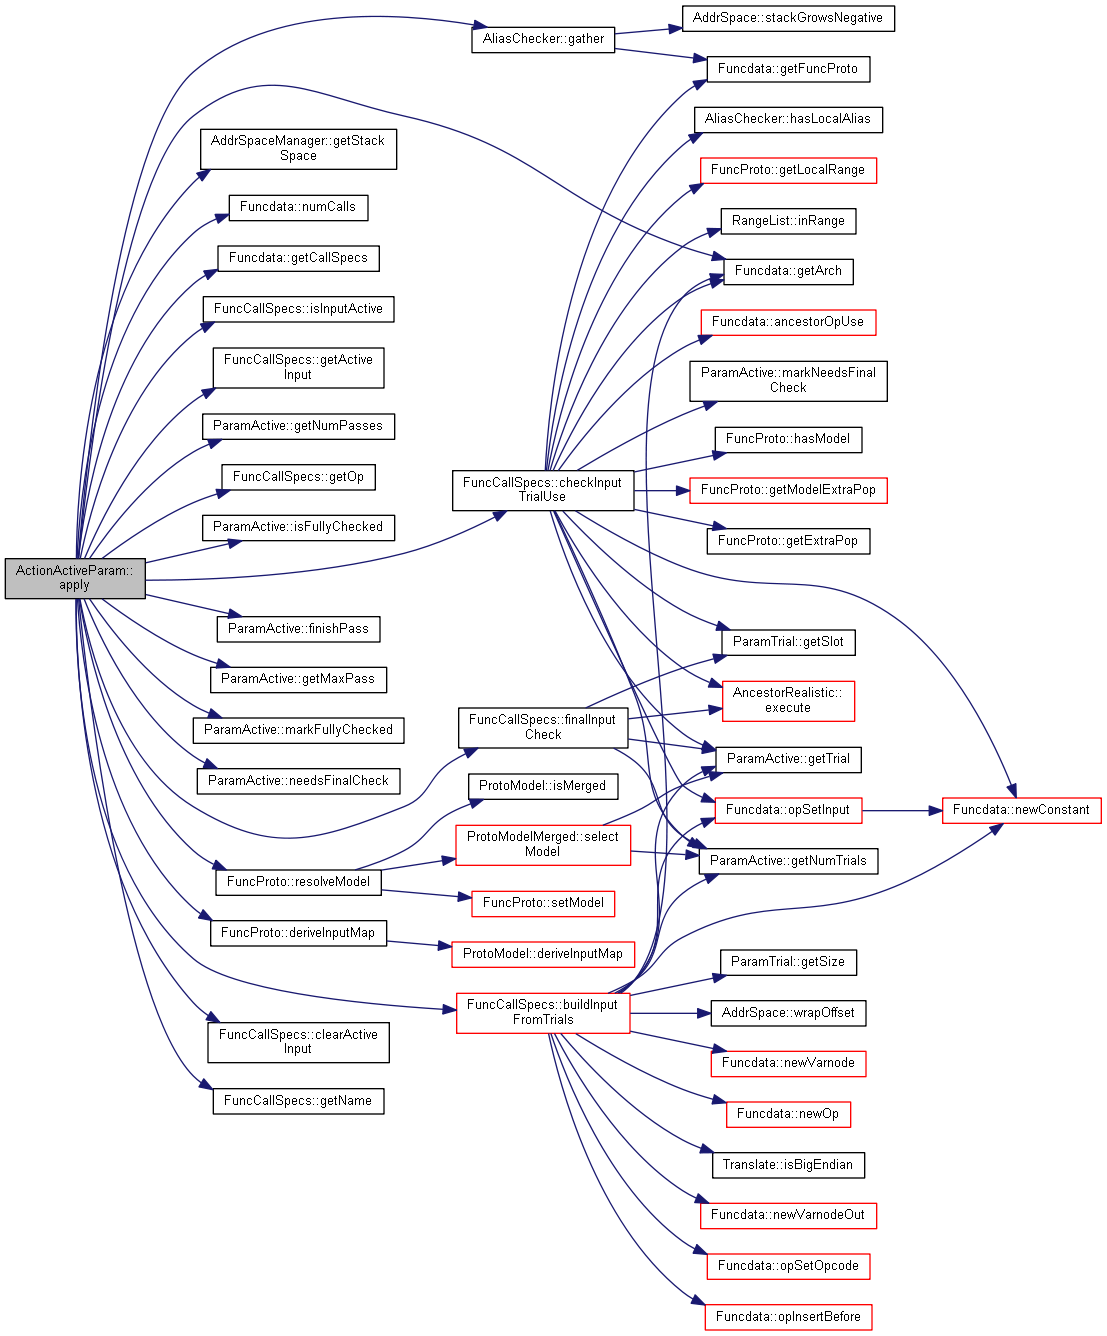 AddrSpace::stackGrowsNegative
AliasChecker::gather
Funcdata::getFuncProto
AliasChecker::hasLocalAlias
AddrSpaceManager::getStack
Space
FuncProto::getLocalRange
Funcdata::numCalls
RangeList::inRange
Funcdata::getCallSpecs
Funcdata::getArch
FuncCallSpecs::isInputActive
Funcdata::ancestorOpUse
FuncCallSpecs::getActive
Input
ParamActive::markNeedsFinal
Check
ParamActive::getNumPasses
FuncProto::hasModel
FuncCallSpecs::getOp
FuncCallSpecs::checkInput
TrialUse
FuncProto::getModelExtraPop
ParamActive::isFullyChecked
FuncProto::getExtraPop
ActionActiveParam::
apply
ParamActive::finishPass
ParamTrial::getSlot
ParamActive::getMaxPass
AncestorRealistic::
execute
ParamActive::markFullyChecked
FuncCallSpecs::finalInput
Check
ParamActive::getTrial
ParamActive::needsFinalCheck
ProtoModel::isMerged
Funcdata::opSetInput
Funcdata::newConstant
ProtoModelMerged::select
Model
ParamActive::getNumTrials
FuncProto::resolveModel
FuncProto::setModel
FuncProto::deriveInputMap
ProtoModel::deriveInputMap
ParamTrial::getSize
FuncCallSpecs::buildInput
FromTrials
AddrSpace::wrapOffset
FuncCallSpecs::clearActive
Input
Funcdata::newVarnode
FuncCallSpecs::getName
Funcdata::newOp
Translate::isBigEndian
Funcdata::newVarnodeOut
Funcdata::opSetOpcode
Funcdata::opInsertBefore